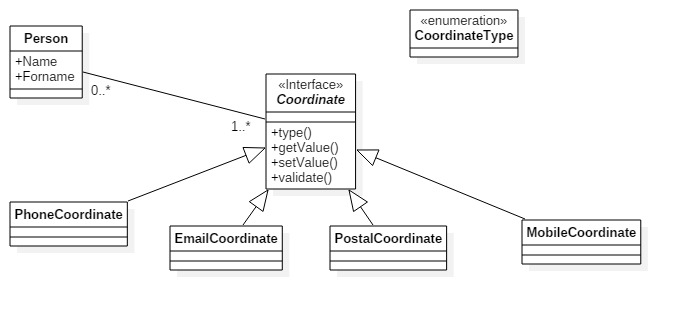 Person
+Name
+Forname
«enumeration»
CoordinateType
0..*
1..*
«Interface»
Coordinate
+type()
+getValue()
+setValue()
+validate()
PhoneCoordinate
EmailCoordinate
PostalCoordinate
MobileCoordinate